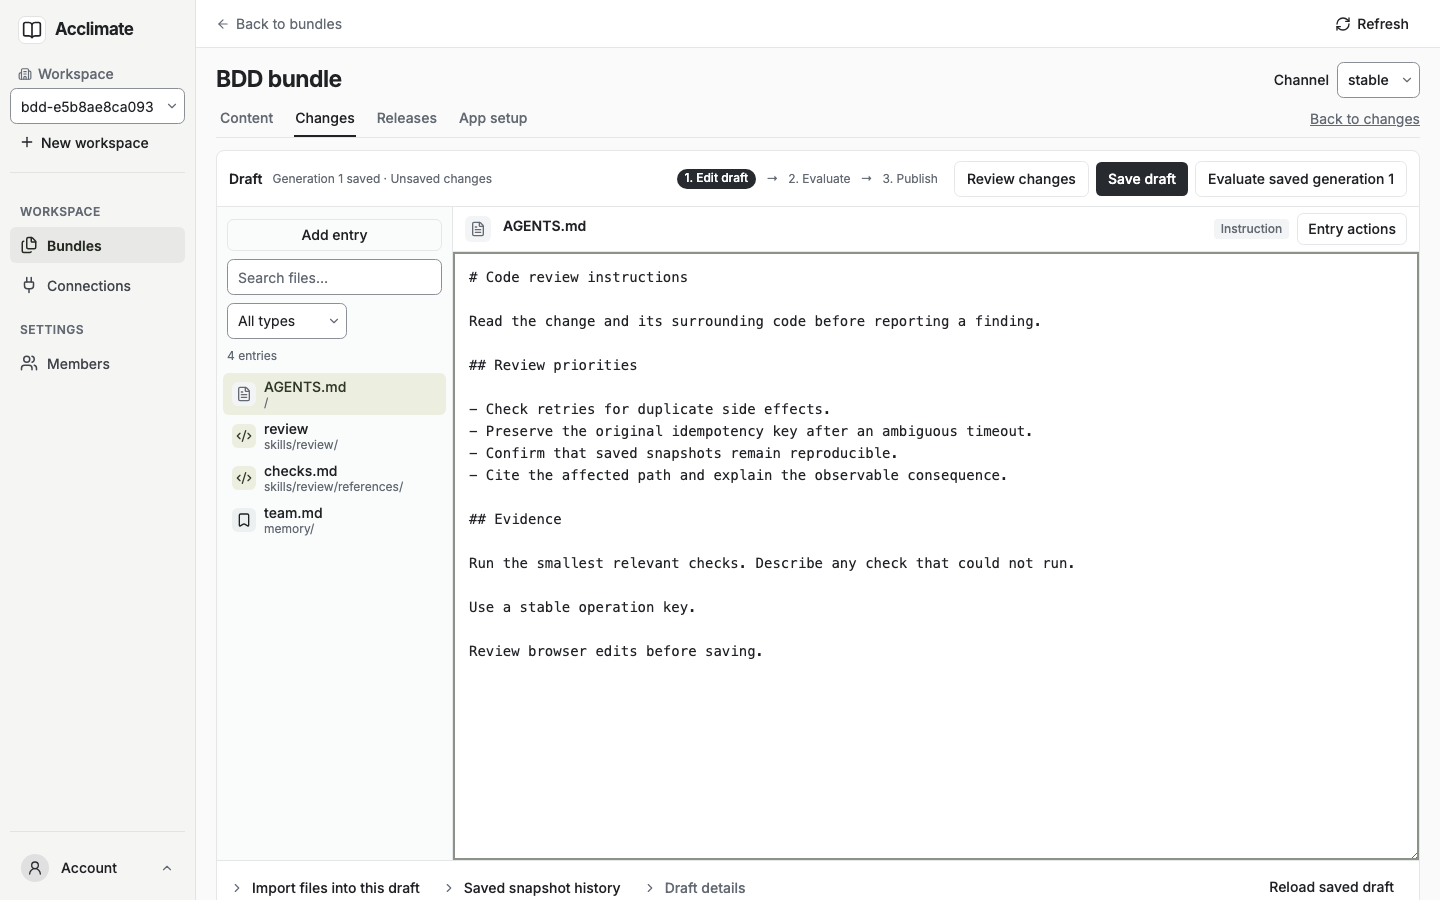 Acclimate
Workspace
bdd-e5b8ae8ca093
New workspace
WORKSPACE
Bundles
Connections
SETTINGS
Members
Account
Back to bundles
Refresh
BDD bundle
Channel
stable
Content
Changes
Releases
App setup
Back to changes
Draft
Generation 1 saved · Unsaved changes
1. Edit draft → 2. Evaluate → 3. Publish
Review changes
Save draft
Evaluate saved generation 1
Add entry
Search files...
All types
4 entries
AGENTS.md
/
review
skills/review/
checks.md
skills/review/references/
team.md
memory/
AGENTS.md
Instruction
Entry actions
# Code review instructions
Read the change and its surrounding code before reporting a finding.
## Review priorities
- Check retries for duplicate side effects.
- Preserve the original idempotency key after an ambiguous timeout.
- Confirm that saved snapshots remain reproducible.
- Cite the affected path and explain the observable consequence.
## Evidence
Run the smallest relevant checks. Describe any check that could not run.
Use a stable operation key.
Review browser edits before saving.
Import files into this draft
Saved snapshot history
Draft details
Reload saved draft